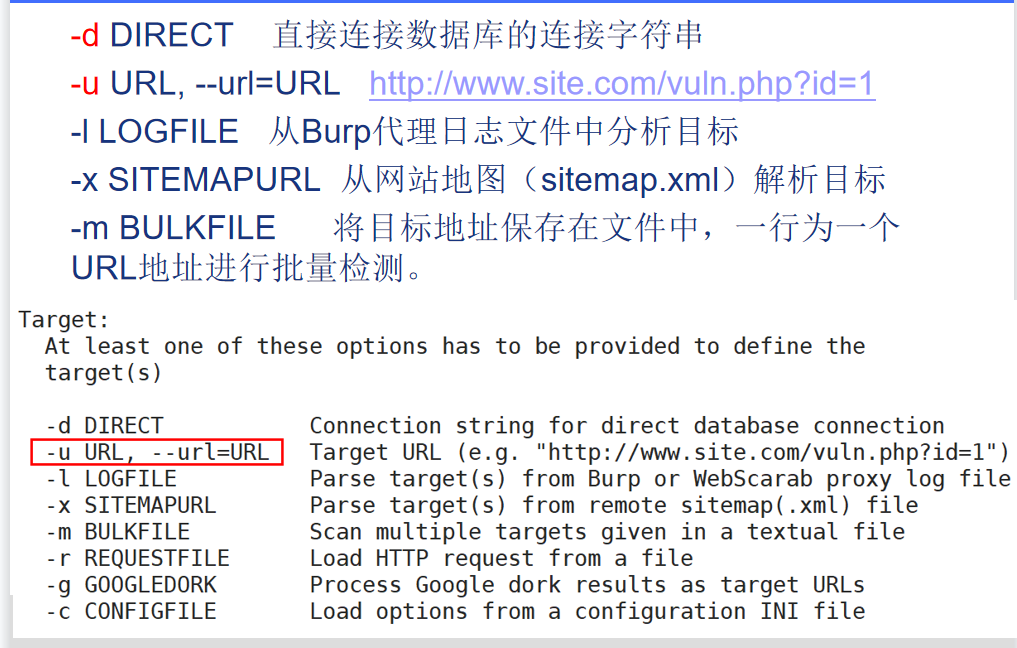 -d DIRECT 直接连接数据库的连接字符串
-u URL, --url=URL http://www.site.com/vuln.php?id=1
-l LOGFILE 从Burp代理日志文件中分析目标
-x SITEMAPURL 从网站地图（sitemap.xml）解析目标
-m BULKFILE 将目标地址保存在文件中，一行为一个
URL地址进行批量检测。
Target:
At least one of these options has to be provided to define the
target(s)
-d DIRECT Connection string for direct database connection
-u URL, --url=URL Target URL (e.g. "http://www.site.com/vuln.php?id=1")
-l LOGFILE Parse target(s) from Burp or WebScarab proxy log file
-x SITEMAPURL Parse target(s) from remote sitemap(.xml) file
-m BULKFILE Scan multiple targets given in a textual file
-r REQUESTFILE Load HTTP request from a file
-g GOOGLEDORK Process Google dork results as target URLs
-c CONFIGFILE Load options from a configuration INI file